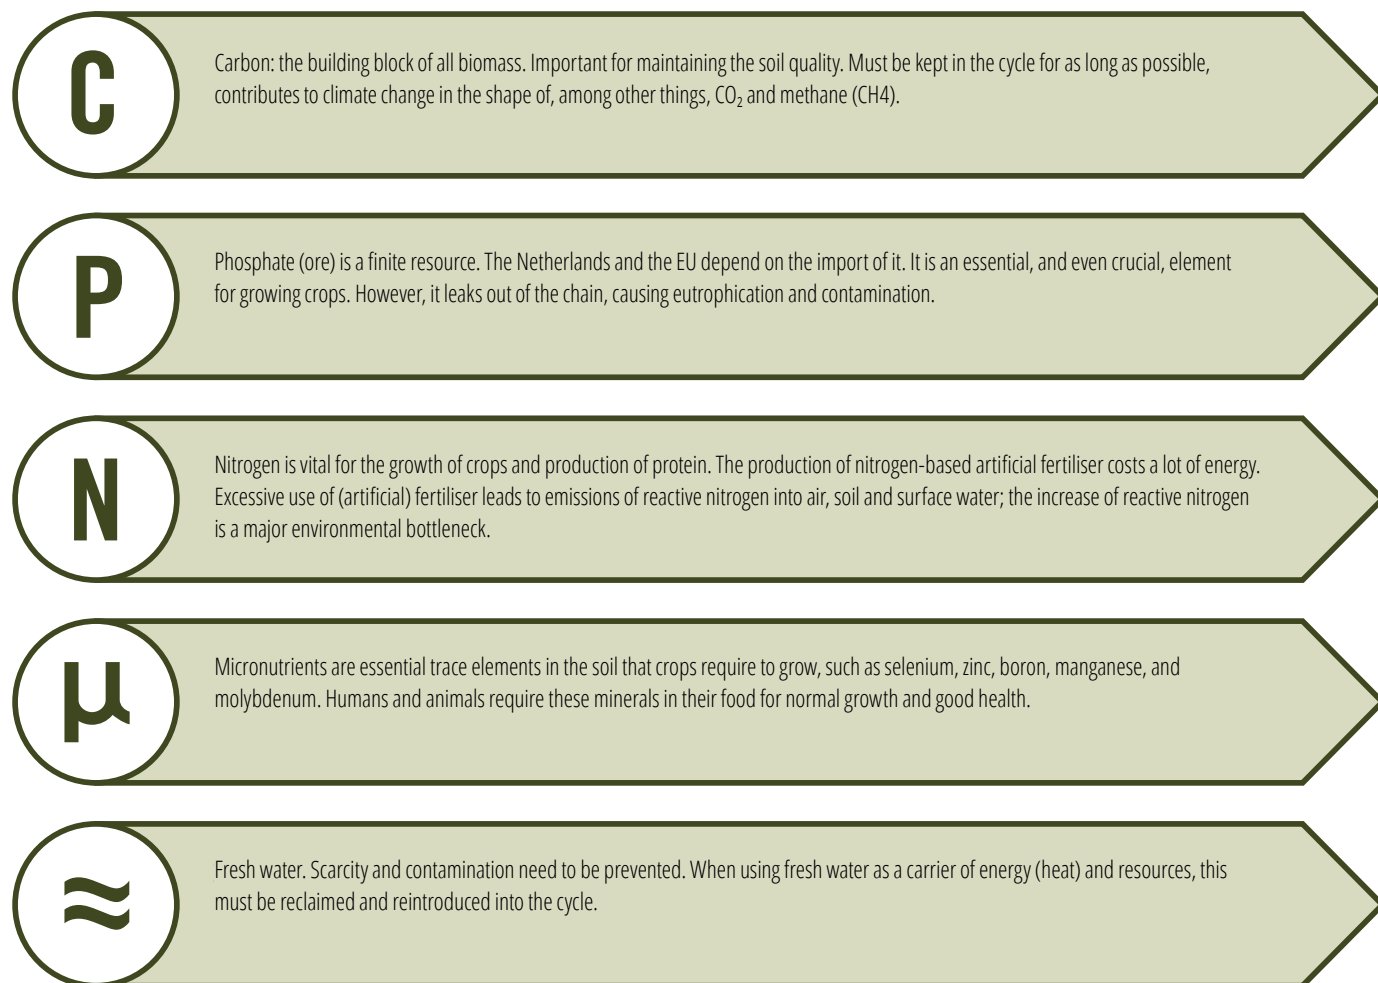 C
Carbon: the building block of all biomass. Important for maintaining the soil quality. Must be kept in the cycle for as long as possible,
contributes to climate change in the shape of, among other things, CO₂ and methane (CH4).
P
Phosphate (ore) is a finite resource. The Netherlands and the EU depend on the import of it. It is an essential, and even crucial, element
for growing crops. However, it leaks out of the chain, causing eutrophication and contamination.
N
Nitrogen is vital for the growth of crops and production of protein. The production of nitrogen-based artificial fertiliser costs a lot of energy.
Excessive use of (artificial) fertiliser leads to emissions of reactive nitrogen into air, soil and surface water; the increase of reactive nitrogen
is a major environmental bottleneck.
μ
Micronutrients are essential trace elements in the soil that crops require to grow, such as selenium, zinc, boron, manganese, and
molybdenum. Humans and animals require these minerals in their food for normal growth and good health.
≈
Fresh water. Scarcity and contamination need to be prevented. When using fresh water as a carrier of energy (heat) and resources, this
must be reclaimed and reintroduced into the cycle.